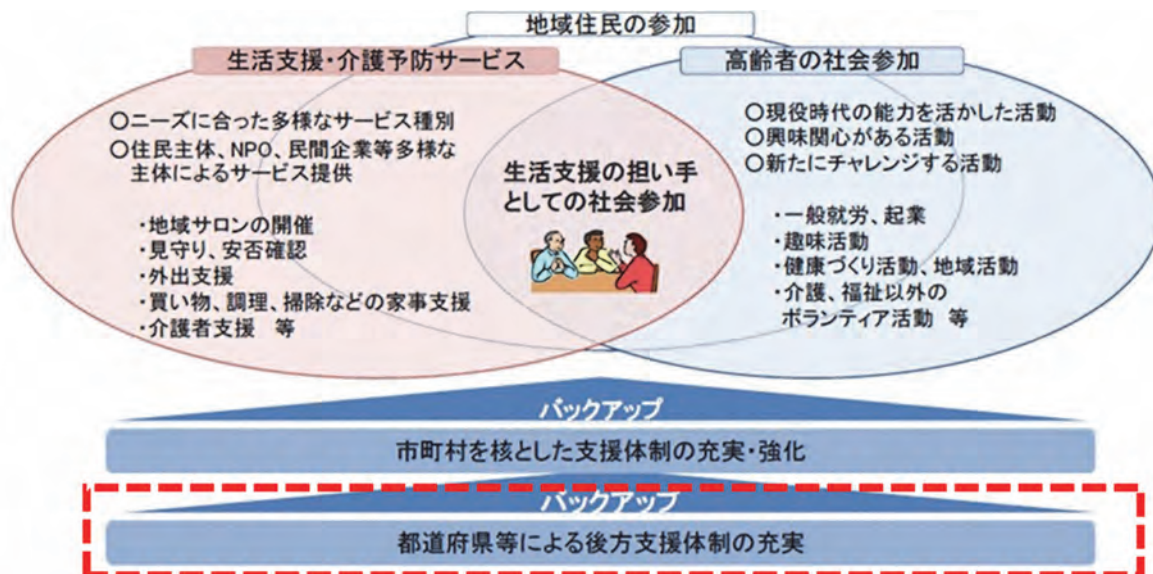 地域住民の参加
生活支援・介護予防サービス
○ニーズに合った多様なサービス種別
○住民主体、NPO、民間企業等多様な
主体によるサービス提供
・地域サロンの開催
・見守り、安否確認
・外出支援
・買い物、調理、掃除などの家事支援
・介護者支援　等
生活支援の担い手
としての社会参加
高齢者の社会参加
○現役時代の能力を活かした活動
○興味関心がある活動
○新たにチャレンジする活動
・一般就労、起業
・趣味活動
・健康づくり活動、地域活動
・介護、福祉以外の
ボランティア活動　等
バックアップ
市町村を核とした支援体制の充実・強化
バックアップ
都道府県等による後方支援体制の充実